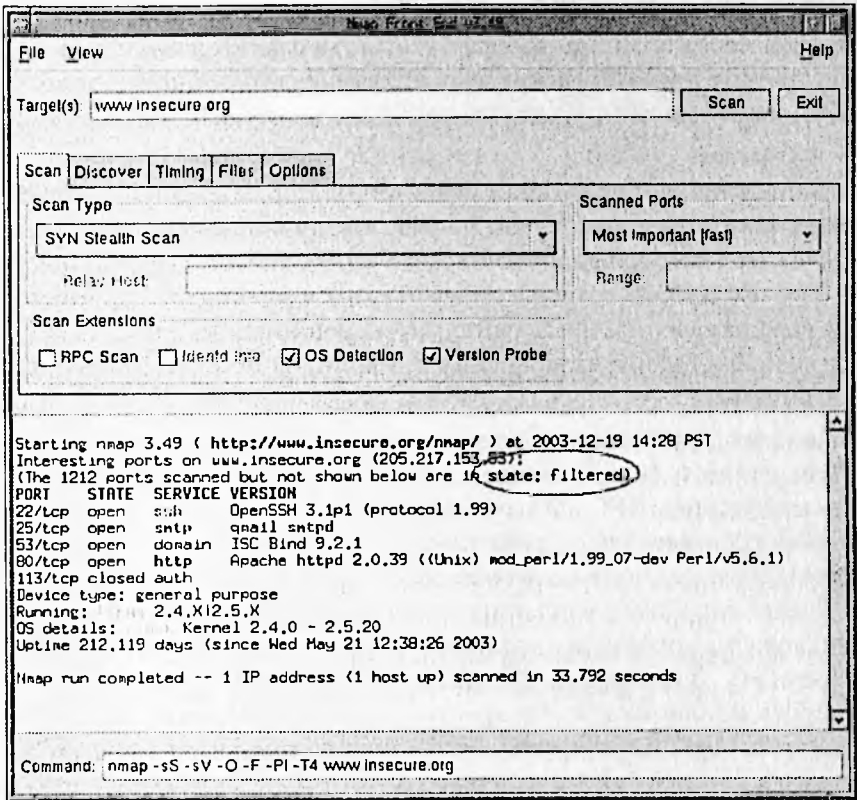 Nmap Front End v3.49
File View Help
Target(s): www.insecure.org Scan Exit
Scan Discover Timing Files Options
Scan Type Scanned Ports
SYN Stealth Scan Most Important [fast]
Relay Host: Range:
Scan Extensions
RPC Scan Identd Info OS Detection Version Probe
Starting nmap 3.49 ( http://www.insecure.org/nmap/ ) at 2003-12-19 14:28 PST
Interesting ports on www.insecure.org (205.217.153.53):
(The 1212 ports scanned but not shown below are in state: filtered)
PORT STATE SERVICE VERSION
22/tcp open ssh OpenSSH 3.1p1 (protocol 1.99)
25/tcp open smtp qmail smtpd
53/tcp open domain ISC Bind 9.2.1
80/tcp open http Apache httpd 2.0.39 ((Unix) mod_perl/1.99_07-dev Perl/v5.6.1)
113/tcp closed auth
Device type: general purpose
Running: 2.4.X|2.5.X
OS details: Kernel 2.4.0 - 2.5.20
Uptime 212.119 days (since Wed May 21 12:38:26 2003)
Nmap run completed -- 1 IP address (1 host up) scanned in 33.792 seconds
Command: nmap -sS -sV -O -F -PI -T4 www.insecure.org